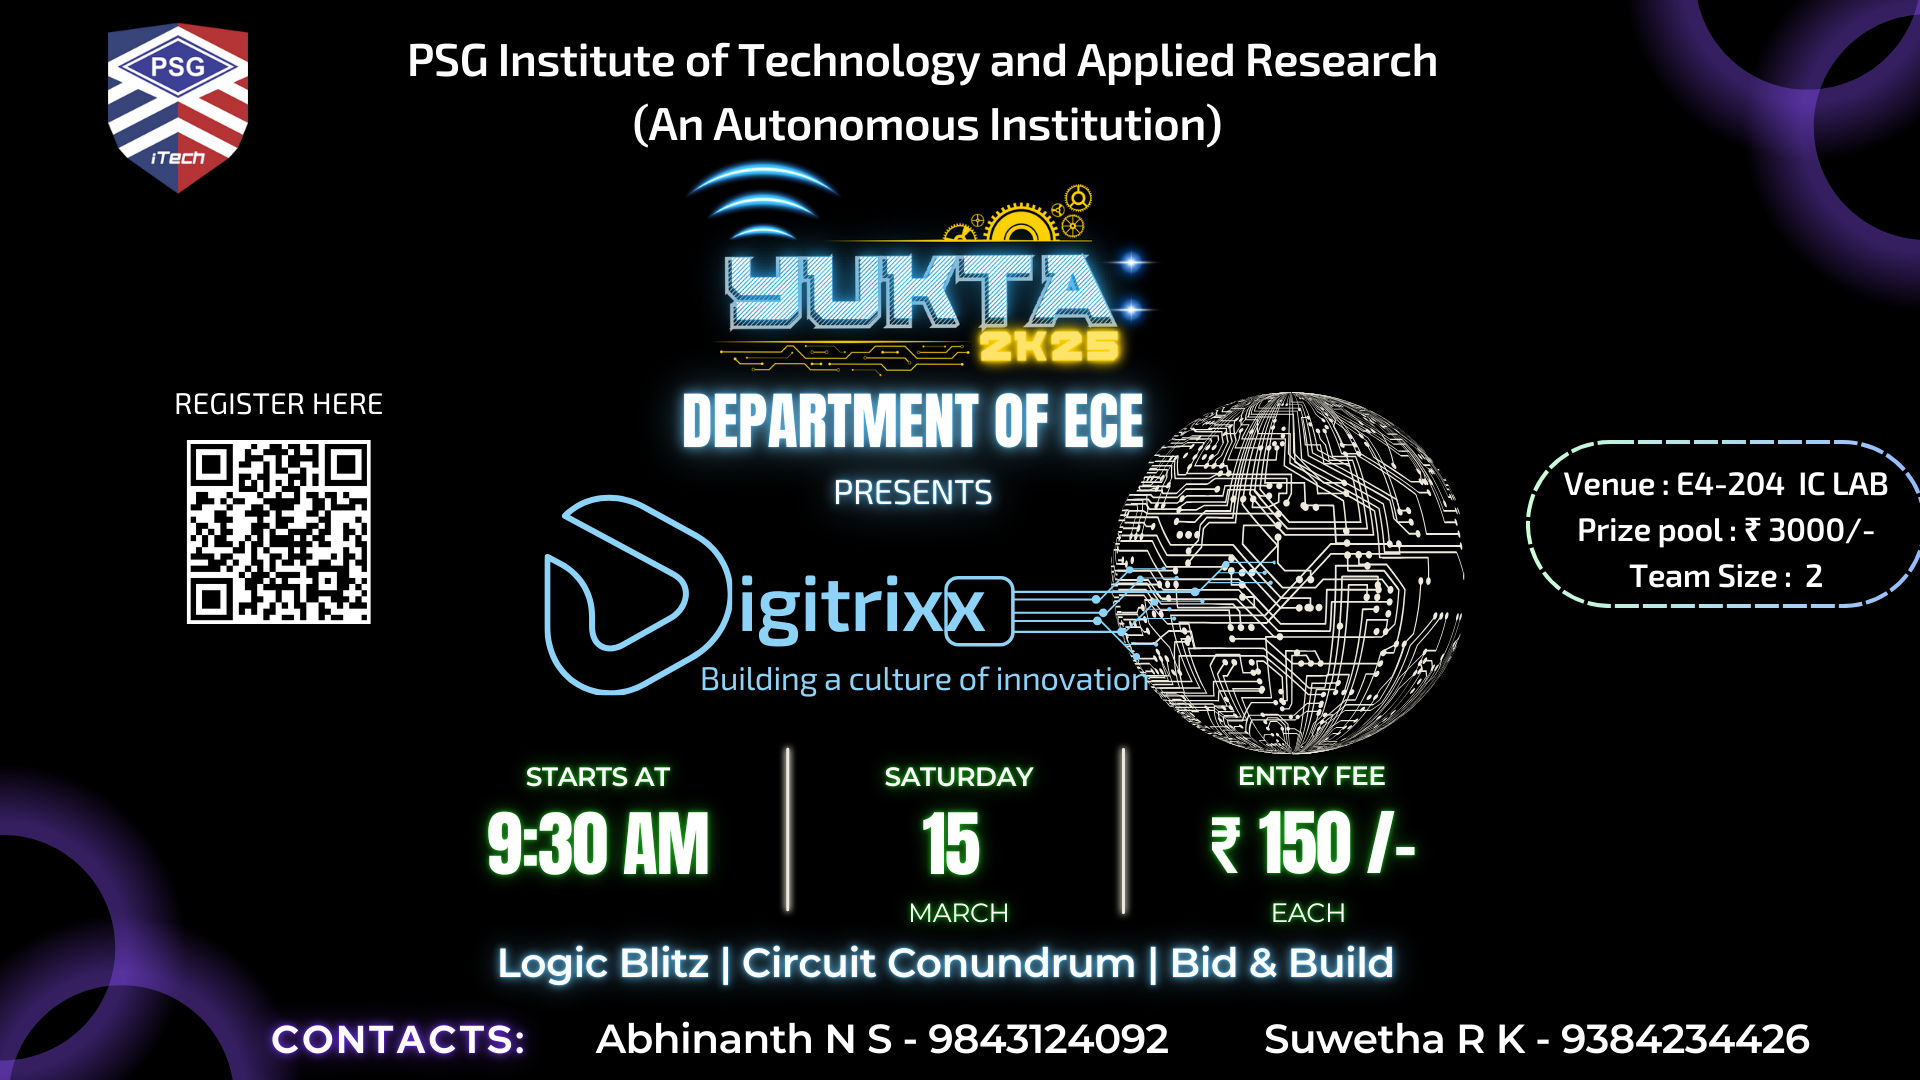 PSG
iTech
PSG Institute of Technology and Applied Research
(An Autonomous Institution)
YUKTA
2K25
DEPARTMENT OF ECE
PRESENTS
REGISTER HERE
Digitrixx
Building a culture of innovation
Venue : E4-204 IC LAB
Prize pool : ₹ 3000/-
Team Size : 2
STARTS AT
9:30 AM
SATURDAY
15
MARCH
ENTRY FEE
₹ 150 /-
EACH
Logic Blitz | Circuit Conundrum | Bid & Build
CONTACTS: Abhinanth N S - 9843124092 Suwetha R K - 9384234426